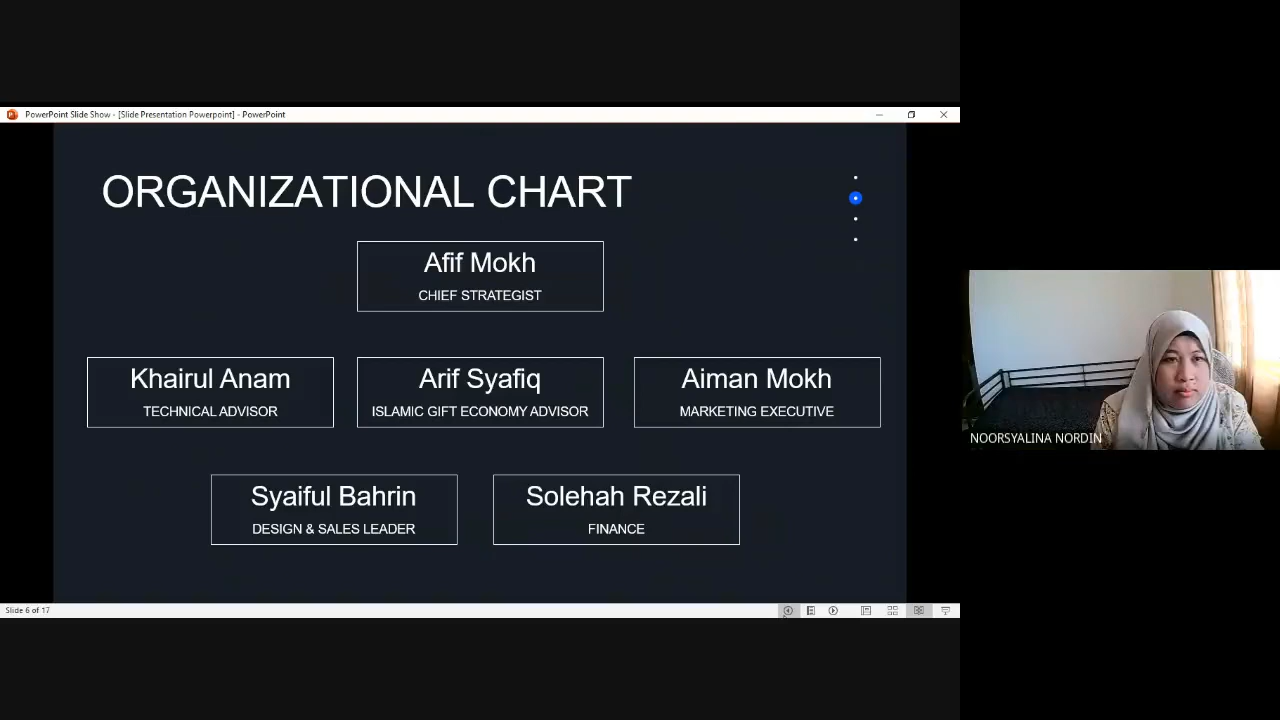 PowerPoint Slide Show - [Slide Presentation Powerpoint] - PowerPoint
ORGANIZATIONAL CHART
Afif Mokh
CHIEF STRATEGIST
Khairul Anam
TECHNICAL ADVISOR
Arif Syafiq
ISLAMIC GIFT ECONOMY ADVISOR
Aiman Mokh
MARKETING EXECUTIVE
Syaiful Bahrin
DESIGN & SALES LEADER
Solehah Rezali
FINANCE
Slide 6 of 17
NOORSYALINA NORDIN